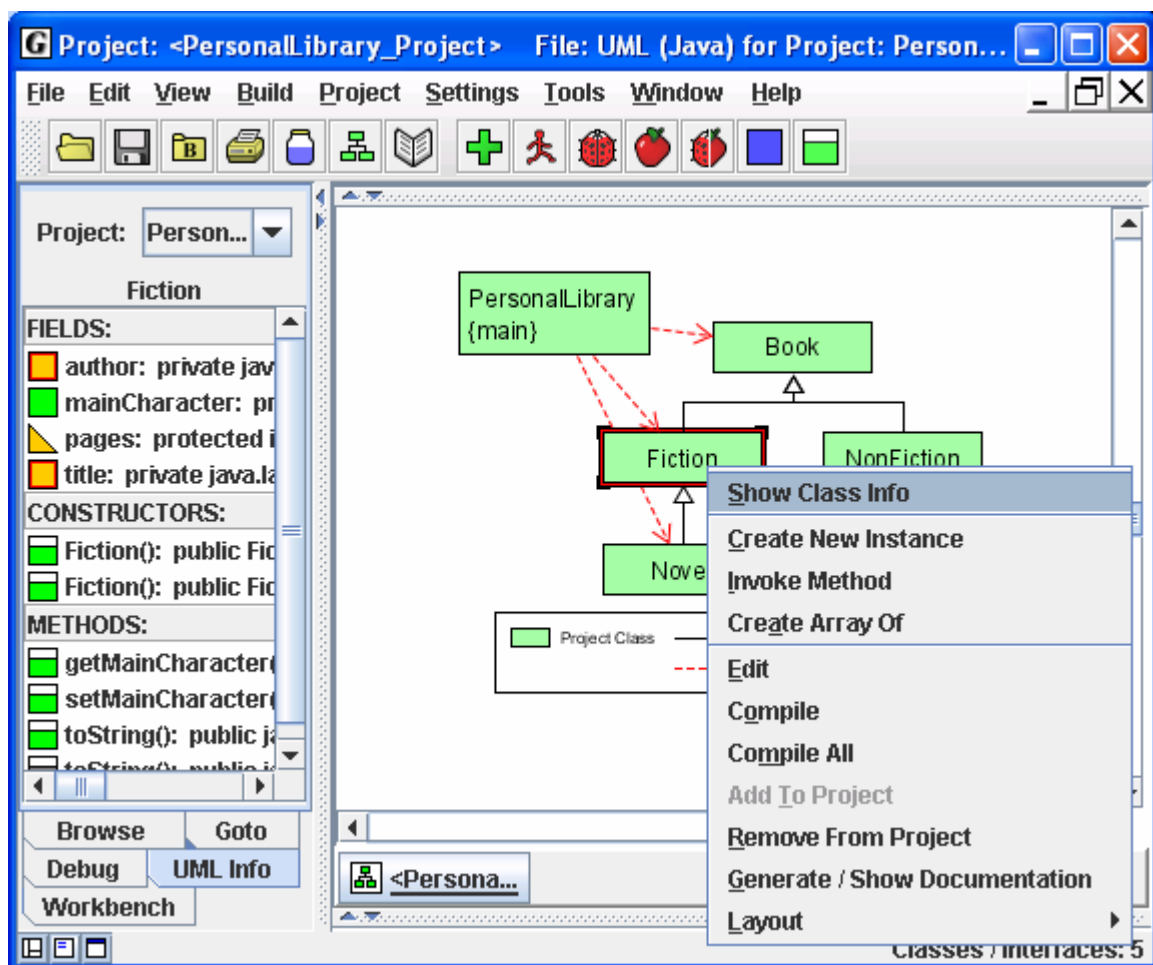 G Project: <PersonalLibrary_Project> File: UML (Java) for Project: Person...
File Edit View Build Project Settings Tools Window Help
B
Project: Person...
Fiction
FIELDS:
author: private jav
mainCharacter: pr
pages: protected i
title: private java.la
CONSTRUCTORS:
Fiction(): public Fic
Fiction(): public Fic
METHODS:
getMainCharacter(
setMainCharacter(
toString(): public ja
toString(): public ja
Browse Goto
Debug UML Info
Workbench
PersonalLibrary
{main}
Book
Fiction
NonFiction
Nove
Project Class
<Persona...
Show Class Info
Create New Instance
Invoke Method
Create Array Of
Edit
Compile
Compile All
Add To Project
Remove From Project
Generate / Show Documentation
Layout
Classes / Interfaces: 5